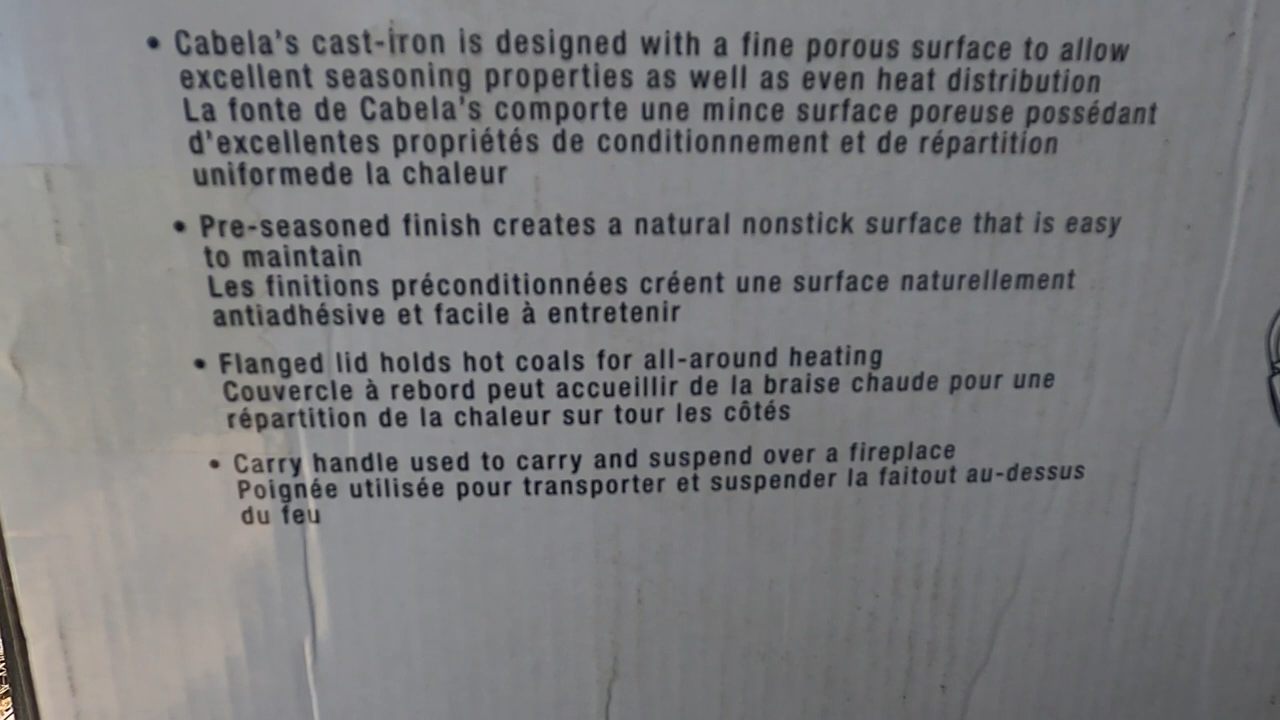 • Cabela's cast-iron is designed with a fine porous surface to allow
excellent seasoning properties as well as even heat distribution
La fonte de Cabela's comporte une mince surface poreuse possédant
d'excellentes propriétés de conditionnement et de répartition
uniformede la chaleur
• Pre-seasoned finish creates a natural nonstick surface that is easy
to maintain
Les finitions préconditionnées créent une surface naturellement
antiadhésive et facile à entretenir
• Flanged lid holds hot coals for all-around heating
Couvercle à rebord peut accueillir de la braise chaude pour une
répartition de la chaleur sur tour les côtés
• Carry handle used to carry and suspend over a fireplace
Poignée utilisée pour transporter et suspender la faitout au-dessus
du feu